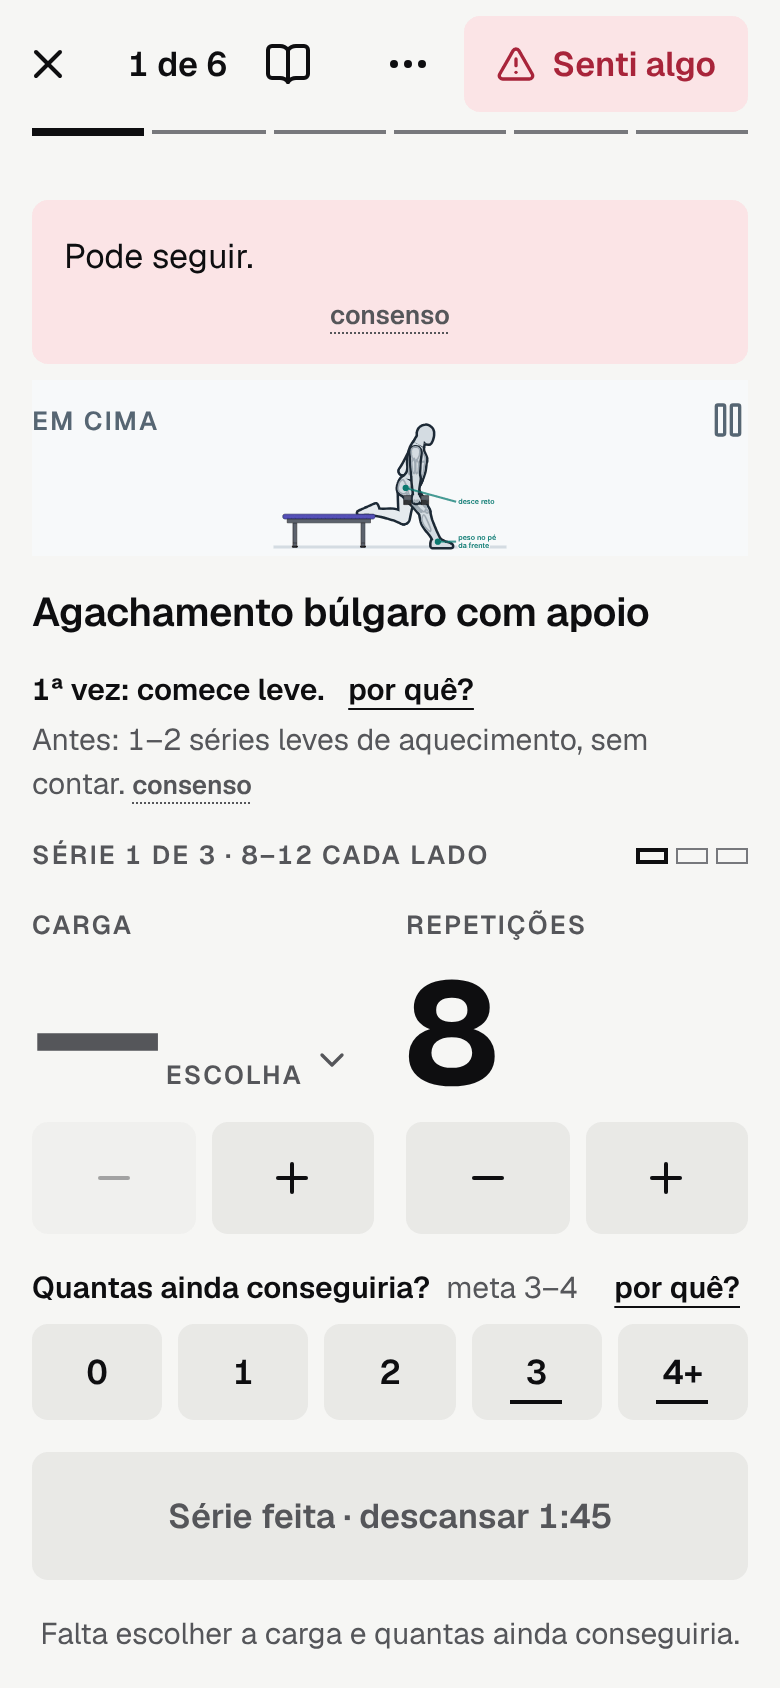 1 de 6
Senti algo
Pode seguir.
consenso
EM CIMA
desce reto
peso no pé
da frente
Agachamento búlgaro com apoio
1ª vez: comece leve. por quê?
Antes: 1–2 séries leves de aquecimento, sem
contar. consenso
SÉRIE 1 DE 3 · 8–12 CADA LADO
CARGA
REPETIÇÕES
— ESCOLHA
8
− +
− +
Quantas ainda conseguiria? meta 3–4 por quê?
0 1 2 3 4+
Série feita · descansar 1:45
Falta escolher a carga e quantas ainda conseguiria.